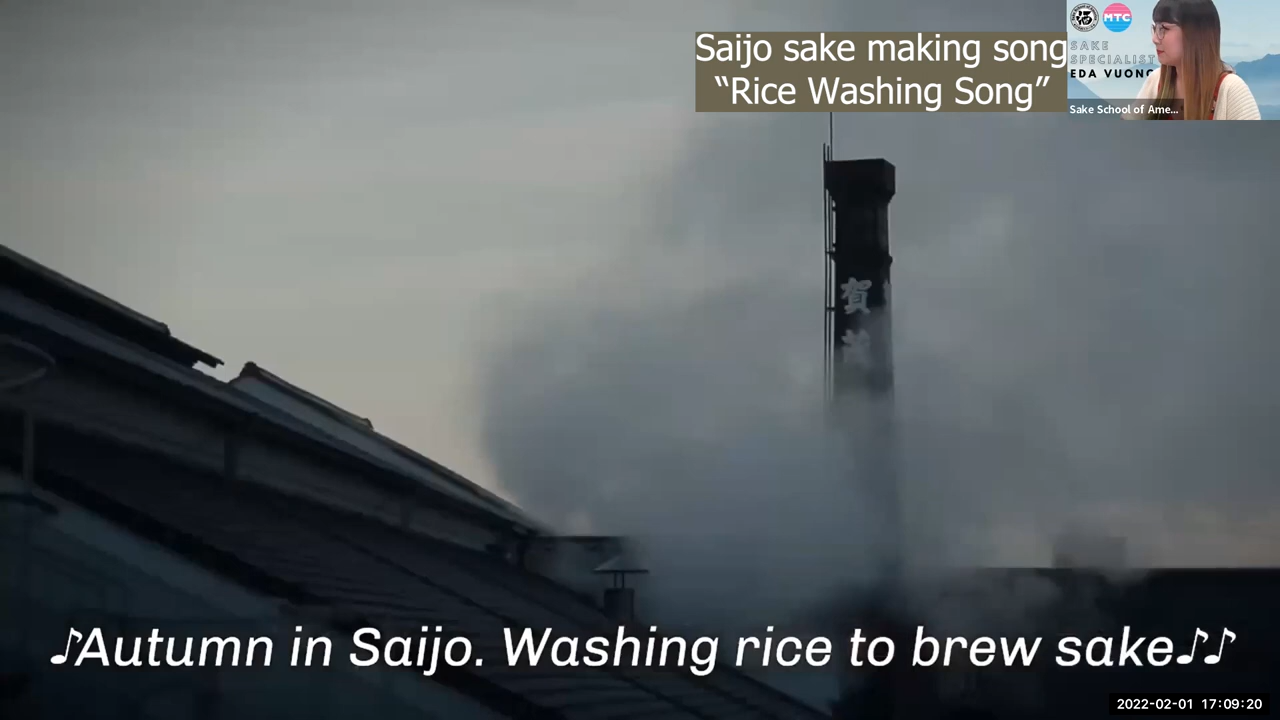 Saijo sake making song
“Rice Washing Song”
MTC
SAKE
SPECIALIST
EDA VUONG
Sake School of Ame...
賀
♪Autumn in Saijo. Washing rice to brew sake♪♪
2022-02-01 17:09:20